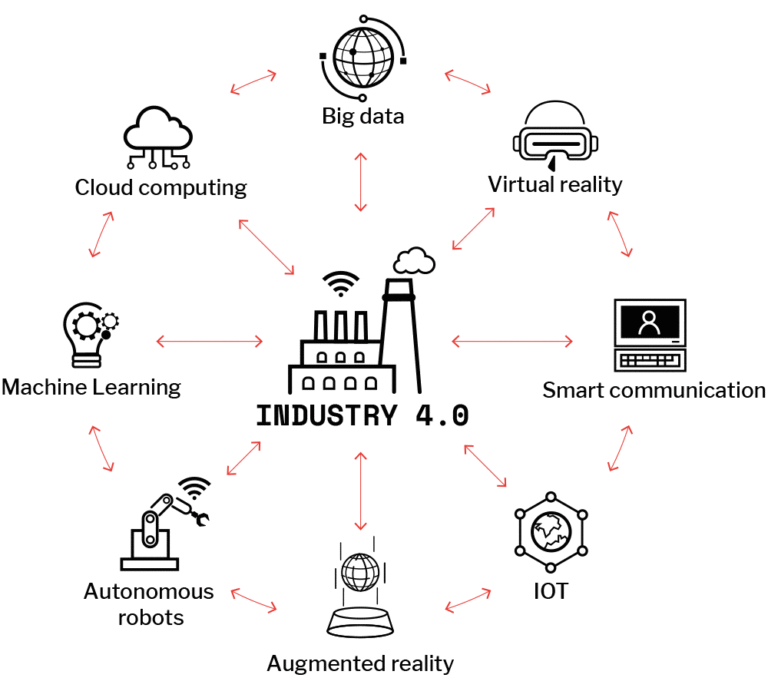 Big data
Cloud computing
Virtual reality
Machine Learning
INDUSTRY 4.0
Smart communication
Autonomous
robots
IOT
Augmented reality